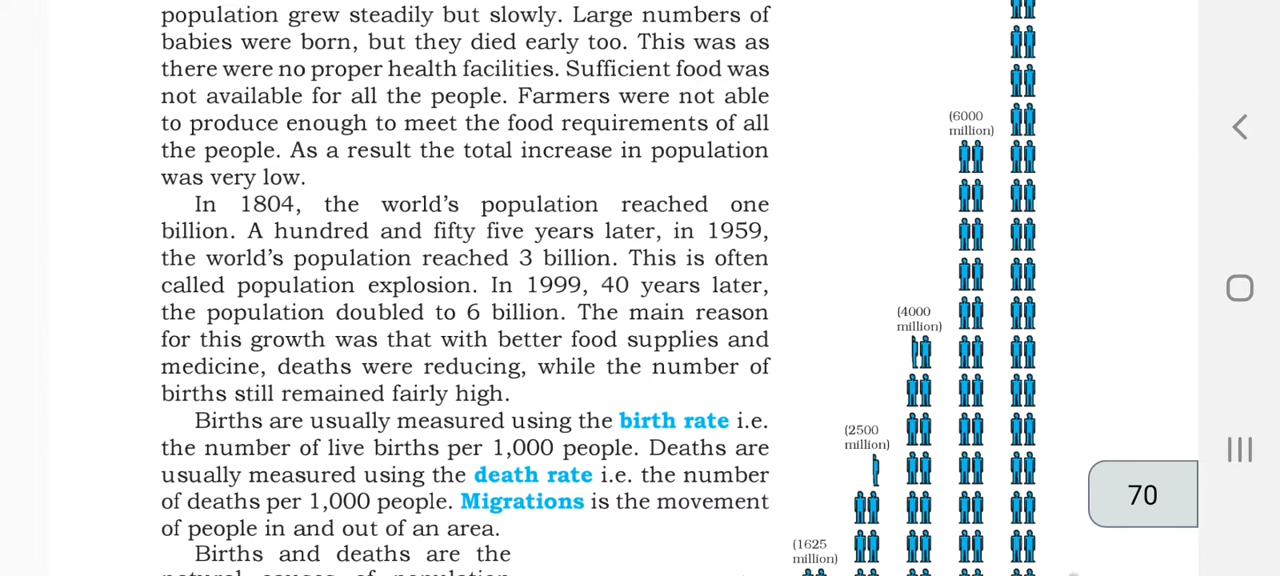 population grew steadily but slowly. Large numbers of
babies were born, but they died early too. This was as
there were no proper health facilities. Sufficient food was
not available for all the people. Farmers were not able
to produce enough to meet the food requirements of all
the people. As a result the total increase in population
was very low.
In 1804, the world's population reached one
billion. A hundred and fifty five years later, in 1959,
the world's population reached 3 billion. This is often
called population explosion. In 1999, 40 years later,
the population doubled to 6 billion. The main reason
for this growth was that with better food supplies and
medicine, deaths were reducing, while the number of
births still remained fairly high.
Births are usually measured using the birth rate i.e.
the number of live births per 1,000 people. Deaths are
usually measured using the death rate i.e. the number
of deaths per 1,000 people. Migrations is the movement
of people in and out of an area.
Births and deaths are the
natural causes of population
(6000
million)
(4000
million)
(2500
million)
(1625
million)
70